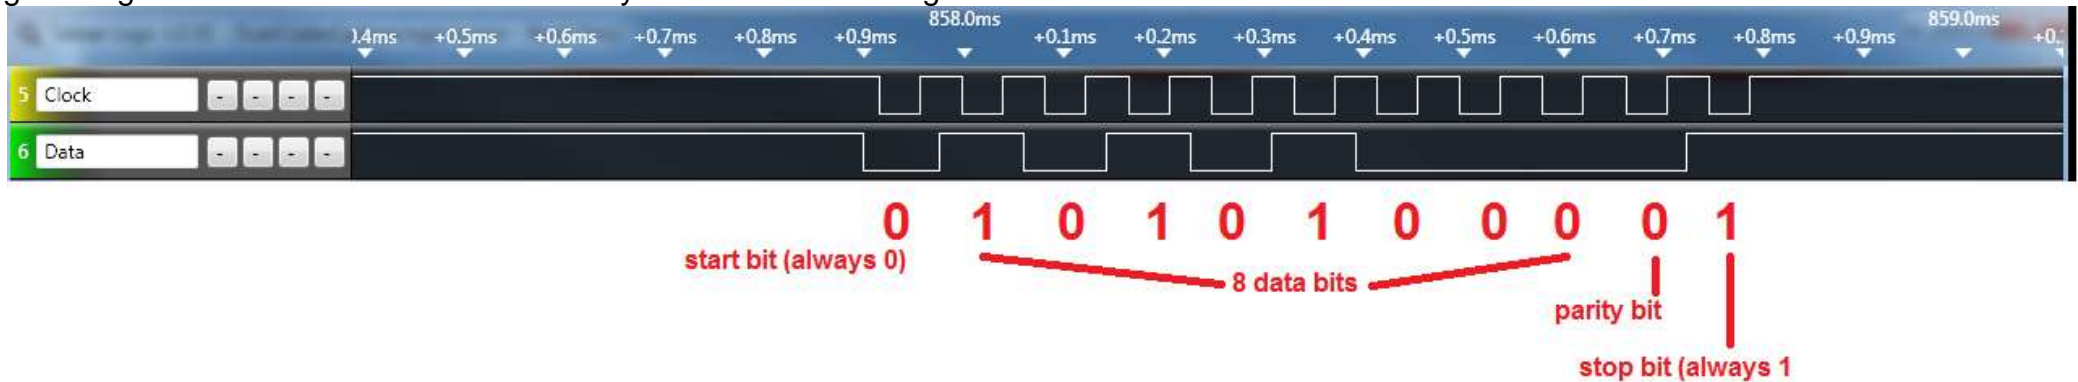 858.0ms 859.0ms
+0.5ms +0.6ms +0.7ms +0.8ms +0.9ms +0.1ms +0.2ms +0.3ms +0.4ms +0.5ms +0.6ms +0.7ms +0.8ms +0.9ms
5 Clock - - - -
6 Data - - - -
0 1 0 1 0 1 0 0 0 0 1
start bit (always 0)
8 data bits
parity bit
stop bit (always 1